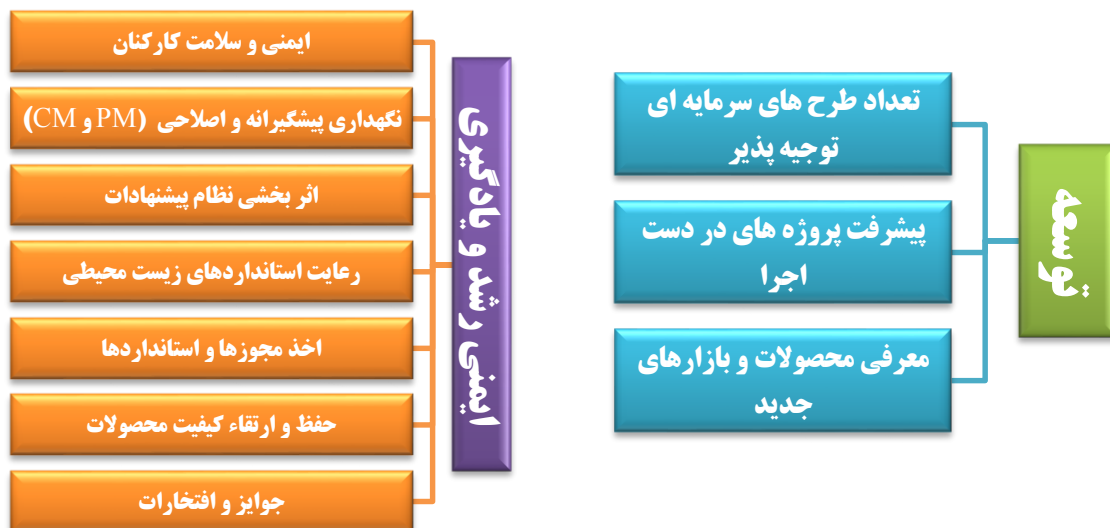 توسعه
تعداد طرح های سرمایه ای
توجیه پذیر
پیشرفت پروژه های در دست
اجرا
معرفی محصولات و بازارهای
جدید
ایمنی رشد و یادگیری
ایمنی و سلامت کارکنان
نگهداری پیشگیرانه و اصلاحی (PM و CM)
اثر بخشی نظام پیشنهادات
رعایت استانداردهای زیست محیطی
اخذ مجوزها و استانداردها
حفظ و ارتقاء کیفیت محصولات
جوایز و افتخارات